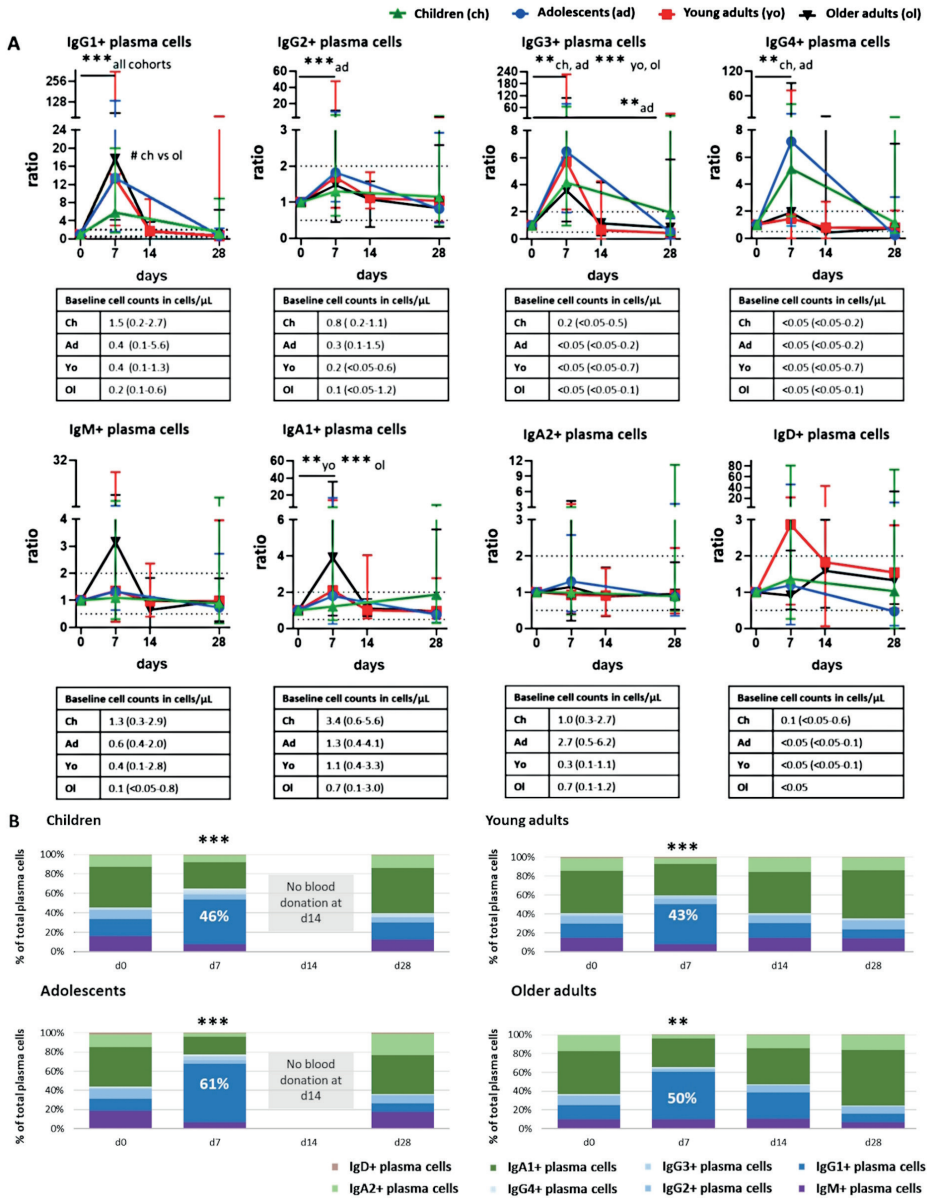 Children (ch) Adolescents (ad) Young adults (yo) Older adults (ol)
A
IgG1+ plasma cells IgG2+ plasma cells IgG3+ plasma cells IgG4+ plasma cells
*** all cohorts
*** ad
** ch, ad *** yo, ol
** ad
** ch, ad
# ch vs ol
ratio ratio ratio ratio
256 128 24 20 16 12 8 4 2 0
60 40 20 3 2 1 0
240 180 120 60 8 6 4 2 0
120 60 8 6 4 2 0
0 7 14 28 0 7 14 28 0 7 14 28 0 7 14 28
days days days days
Baseline cell counts in cells/µL
Ch 1.5 (0.2-2.7)
Ad 0.4 (0.1-5.6)
Yo 0.4 (0.1-1.3)
Ol 0.2 (0.1-0.6)
Baseline cell counts in cells/µL
Ch 0.8 ( 0.2-1.1)
Ad 0.3 (0.1-1.5)
Yo 0.2 (<0.05-0.6)
Ol 0.1 (<0.05-1.2)
Baseline cell counts in cells/µL
Ch 0.2 (<0.05-0.5)
Ad <0.05 (<0.05-0.2)
Yo <0.05 (<0.05-0.7)
Ol <0.05 (<0.05-0.1)
Baseline cell counts in cells/µL
Ch <0.05 (<0.05-0.2)
Ad <0.05 (<0.05-0.2)
Yo <0.05 (<0.05-0.7)
Ol <0.05 (<0.05-0.1)
IgM+ plasma cells IgA1+ plasma cells IgA2+ plasma cells IgD+ plasma cells
** yo *** ol
ratio ratio ratio ratio
32 4 3 2 1 0
60 40 20 6 4 2 0
12 9 6 3 3 2 1 0
80 60 40 20 3 2 1 0
0 7 14 28 0 7 14 28 0 7 14 28 0 7 14 28
days days days days
Baseline cell counts in cells/µL
Ch 1.3 (0.3-2.9)
Ad 0.6 (0.4-2.0)
Yo 0.4 (0.1-2.8)
Ol 0.1 (<0.05-0.8)
Baseline cell counts in cells/µL
Ch 3.4 (0.6-5.6)
Ad 1.3 (0.4-4.1)
Yo 1.1 (0.4-3.3)
Ol 0.7 (0.1-3.0)
Baseline cell counts in cells/µL
Ch 1.0 (0.3-2.7)
Ad 2.7 (0.5-6.2)
Yo 0.3 (0.1-1.1)
Ol 0.7 (0.1-1.2)
Baseline cell counts in cells/µL
Ch 0.1 (<0.05-0.6)
Ad <0.05 (<0.05-0.1)
Yo <0.05 (<0.05-0.1)
Ol <0.05
B
Children
% of total plasma cells
100%
80%
60%
40%
20%
0%
***
46%
No blood
donation at
d14
d0 d7 d14 d28
Young adults
% of total plasma cells
100%
80%
60%
40%
20%
0%
***
43%
d0 d7 d14 d28
Adolescents
% of total plasma cells
100%
80%
60%
40%
20%
0%
***
61%
No blood
donation at
d14
d0 d7 d14 d28
Older adults
% of total plasma cells
100%
80%
60%
40%
20%
0%
**
50%
d0 d7 d14 d28
IgD+ plasma cells IgA1+ plasma cells IgG3+ plasma cells IgG1+ plasma cells
IgA2+ plasma cells IgG4+ plasma cells IgG2+ plasma cells IgM+ plasma cells